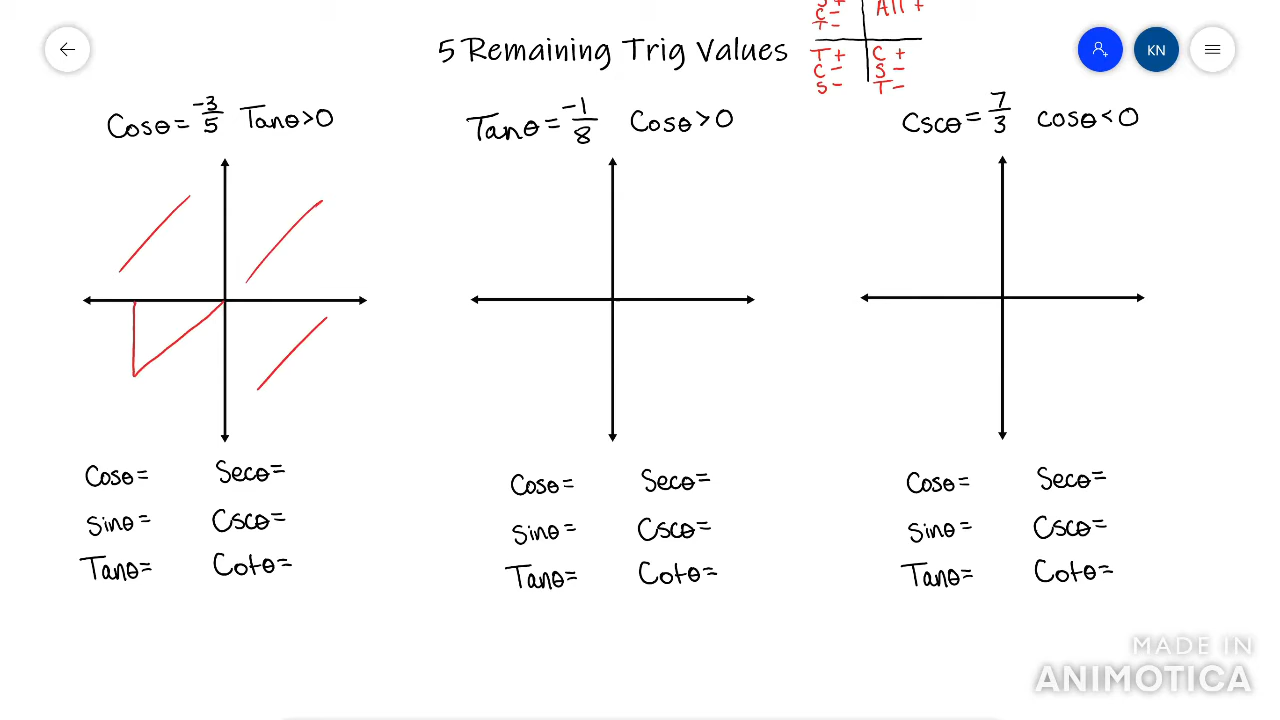 S +
C -
T -
All +
5 Remaining Trig Values
T +
C -
S -
C +
S -
T -
KN
Cosθ = -3/5 Tanθ > 0
Tanθ = -1/8 Cosθ > 0
Cscθ = 7/3 cosθ < 0
Cosθ = Secθ =
Sinθ = Cscθ =
Tanθ = Cotθ =
Cosθ = Secθ =
Sinθ = Cscθ =
Tanθ = Cotθ =
Cosθ = Secθ =
Sinθ = Cscθ =
Tanθ = Cotθ =
MADE IN
ANIMOTICA